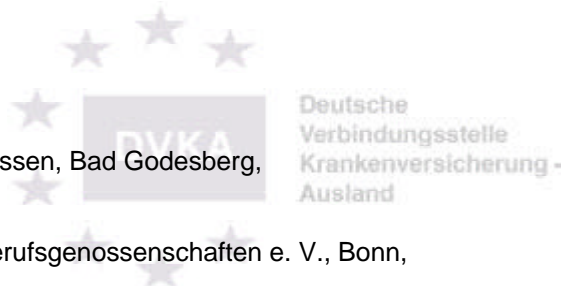 Deutsche
DVKA Verbindungsstelle
ssen, Bad Godesberg, Krankenversicherung -
Ausland
erufsgenossenschaften e. V., Bonn,